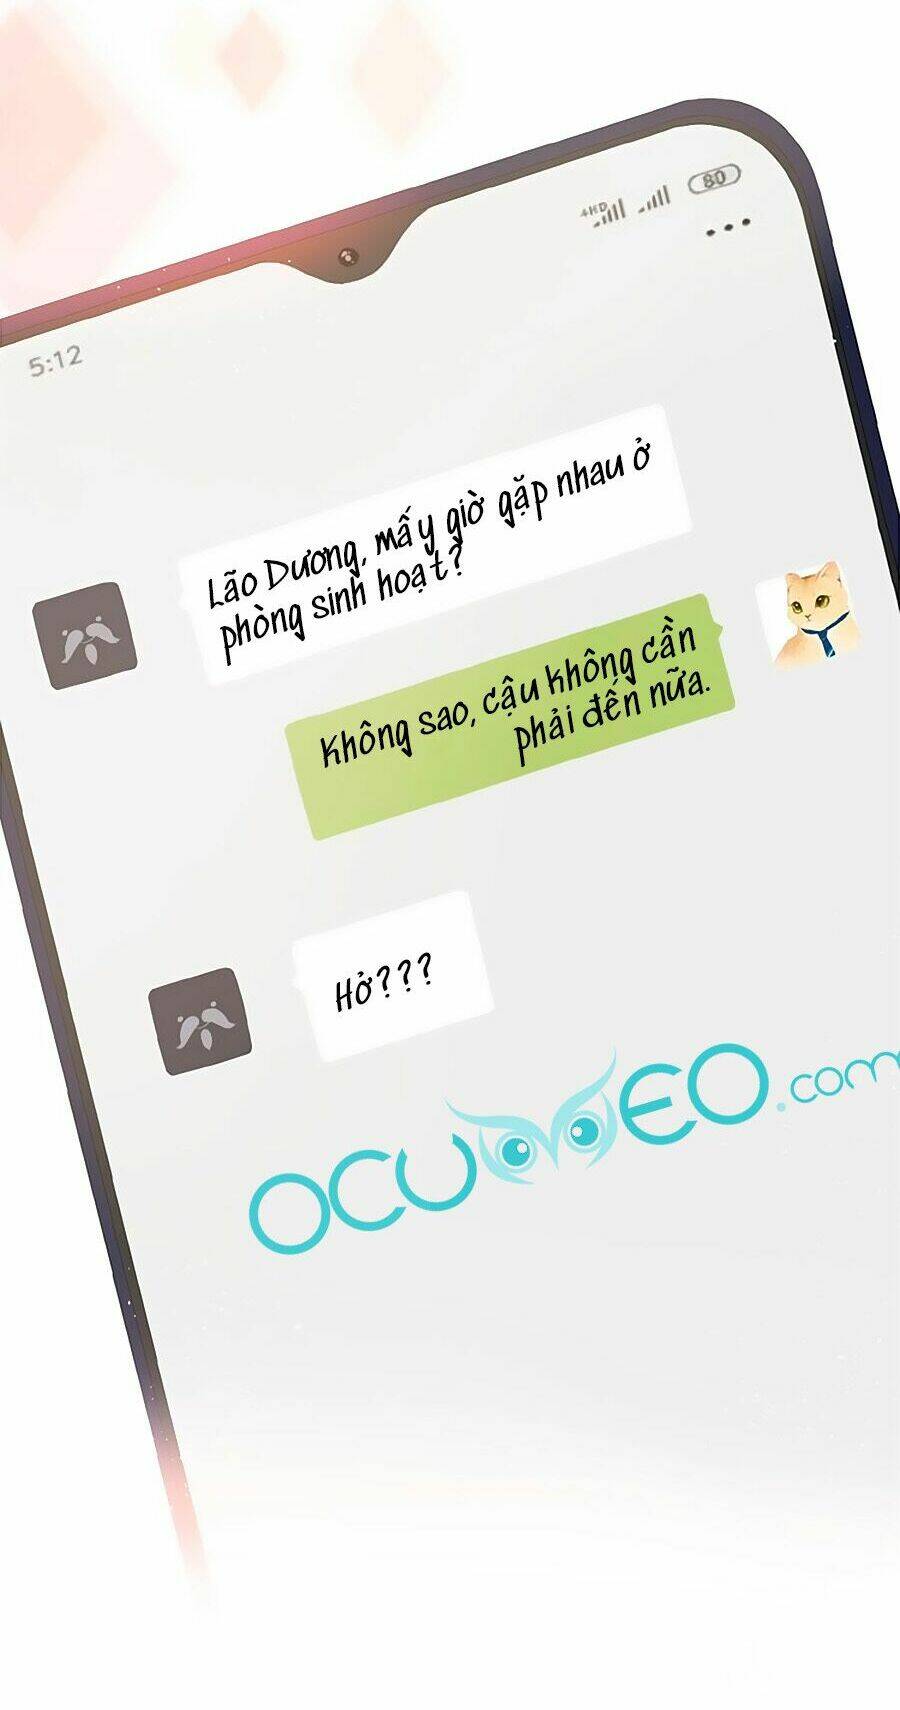 4HD 80
5:12
Lão Dương, mấy giờ gặp nhau ở
phòng sinh hoạt?
Không sao, cậu không cần
phải đến nữa.
Hở???
OCUMEO.com